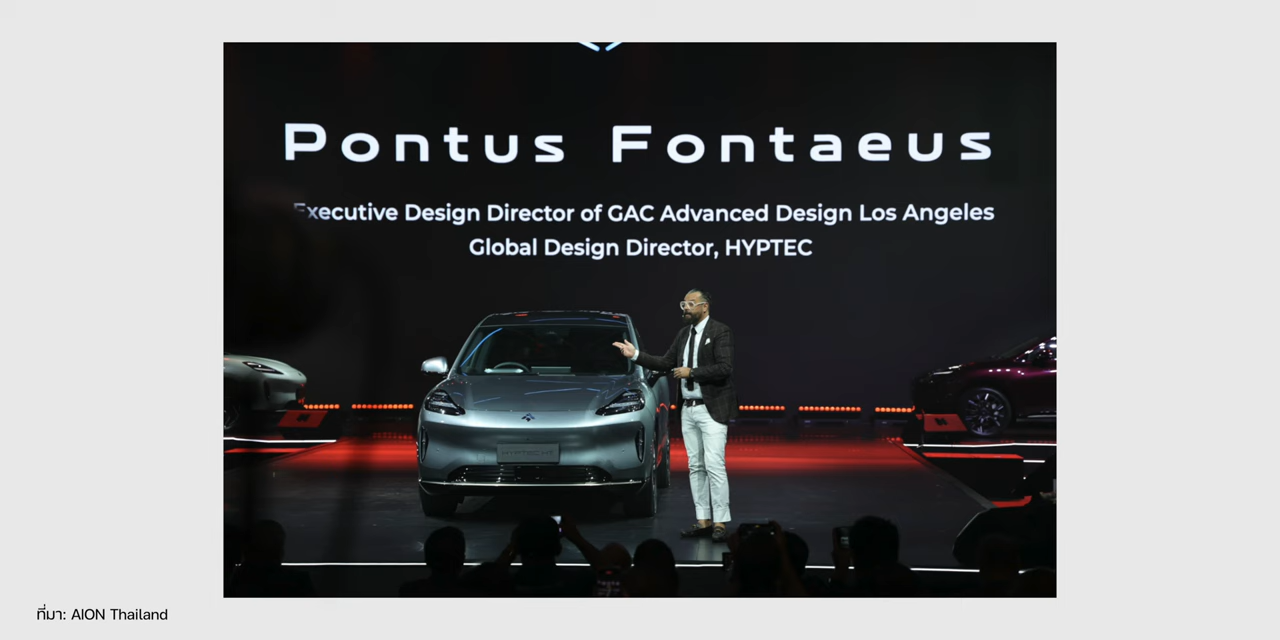 Pontus Fontaeus
Executive Design Director of GAC Advanced Design Los Angeles
Global Design Director, HYPTEC
ที่มา: AION Thailand